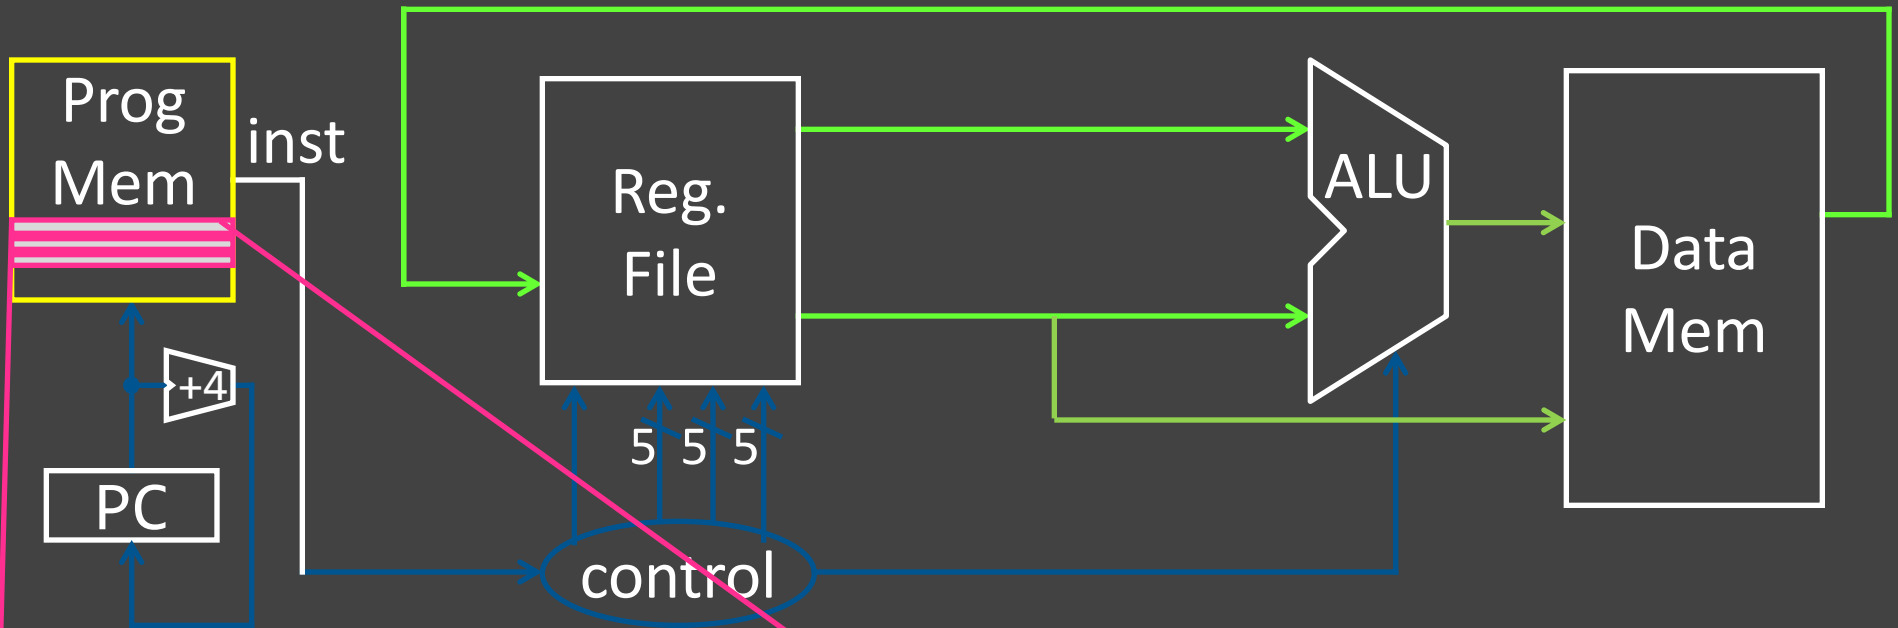 Prog
Mem
inst
Reg.
File
ALU
Data
Mem
+4
5 5 5
PC
control